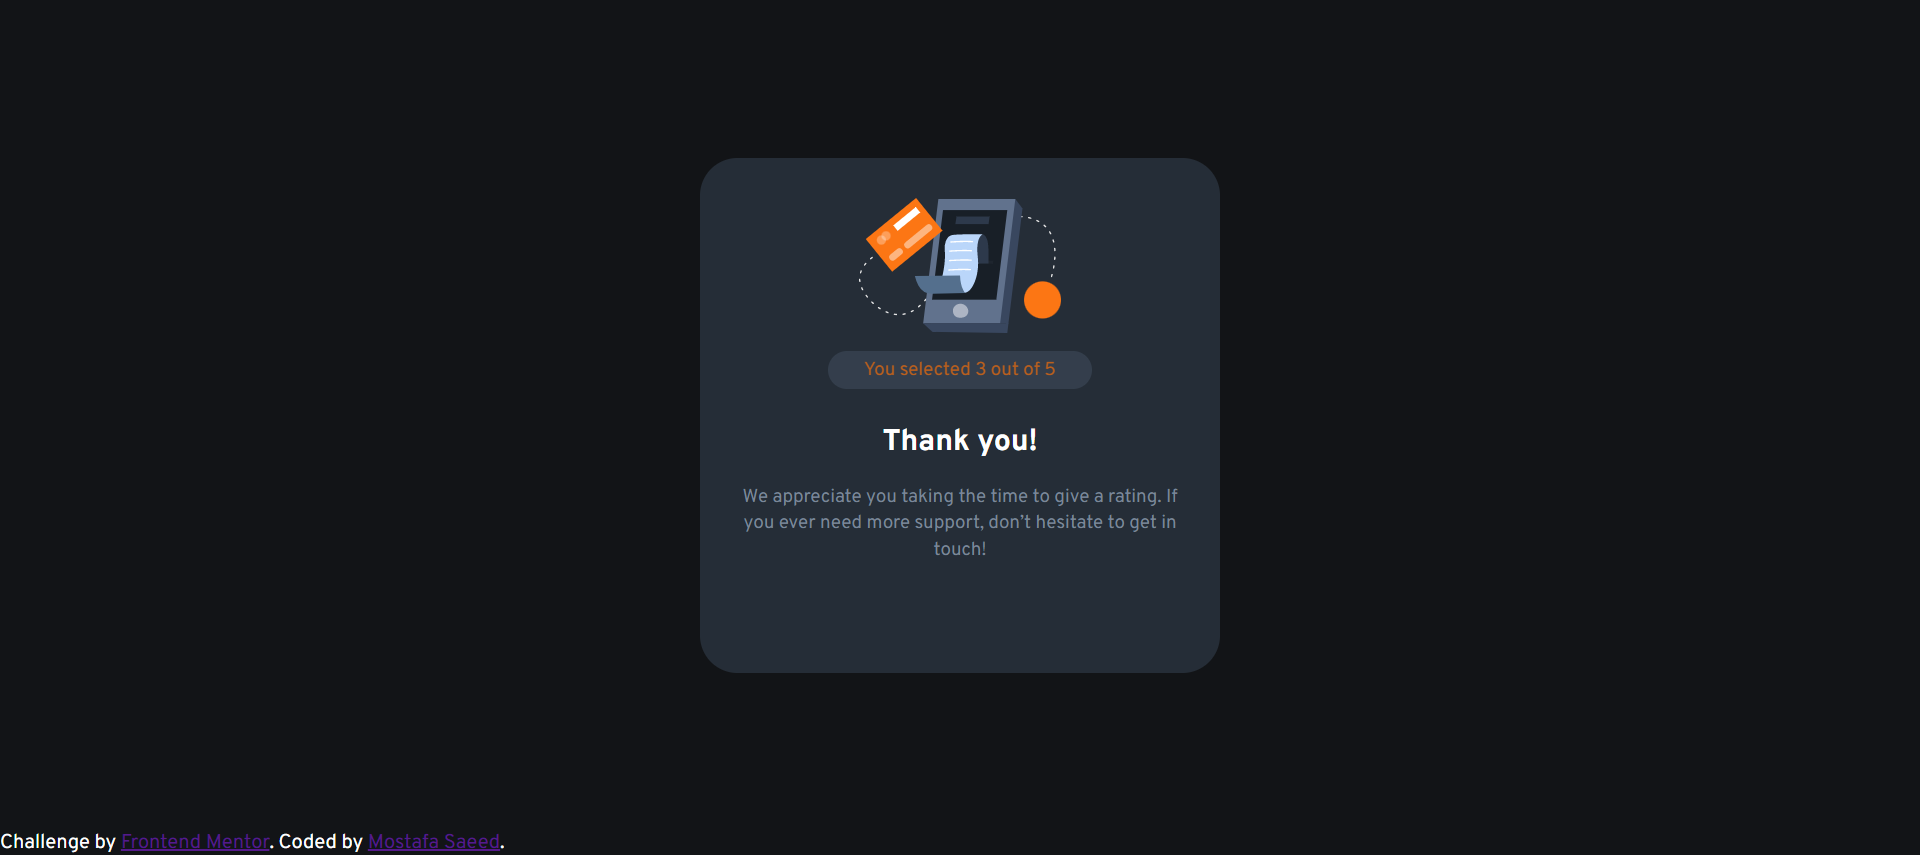 You selected 3 out of 5
Thank you!
We appreciate you taking the time to give a rating. If
you ever need more support, don’t hesitate to get in
touch!
Challenge by Frontend Mentor. Coded by Mostafa Saeed.